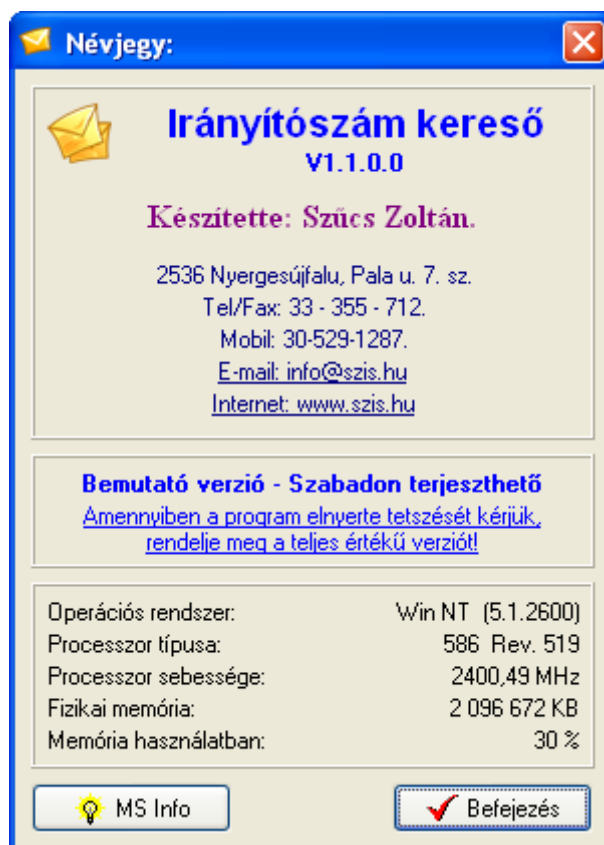 Névjegy:
Irányítószám kereső
V1.1.0.0
Készítette: Szűcs Zoltán.
2536 Nyergesújfalu, Pala u. 7. sz.
Tel/Fax: 33 - 355 - 712.
Mobil: 30-529-1287.
E-mail: info@szis.hu
Internet: www.szis.hu
Bemutató verzió - Szabadon terjeszthető
Amennyiben a program elnyerte tetszését kérjük,
rendelje meg a teljes értékű verziót!
Operációs rendszer: Win NT (5.1.2600)
Processzor típusa: 586 Rev. 519
Processzor sebessége: 2400,49 MHz
Fizikai memória: 2 096 672 KB
Memória használatban: 30 %
MS Info Befejezés